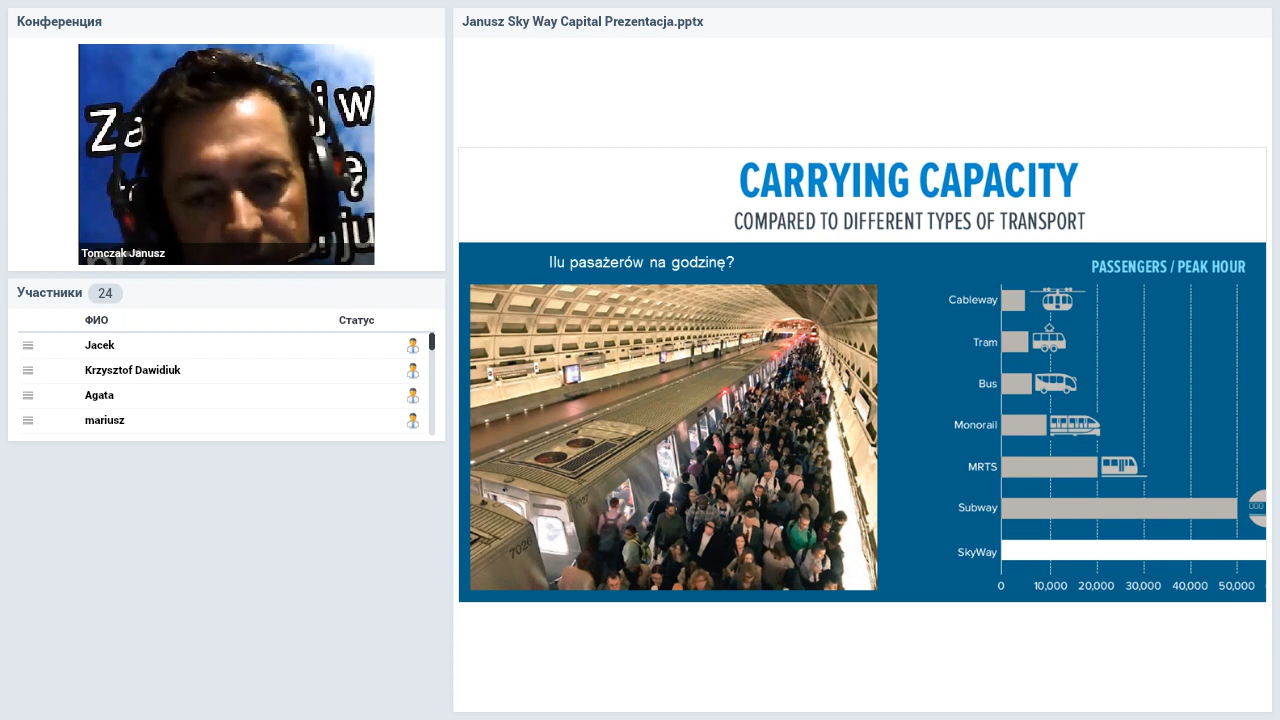 Конференция
Tomczak Janusz
Участники 24
ФИО Статус
Jacek
Krzysztof Dawidiuk
Agata
mariusz
Janusz Sky Way Capital Prezentacja.pptx
CARRYING CAPACITY
COMPARED TO DIFFERENT TYPES OF TRANSPORT
Ilu pasażerów na godzinę?
7027
7026
PASSENGERS / PEAK HOUR
Cableway
Tram
Bus
Monorail
MRTS
Subway
SkyWay
0 10,000 20,000 30,000 40,000 50,000